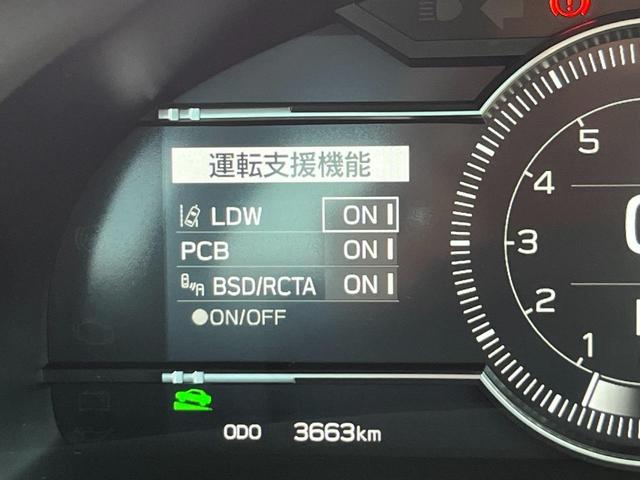 運転支援機能
LDW ON
PCB ON
BSD/RCTA ON
●ON/OFF
ODO 3663km
5
4
3
2
1